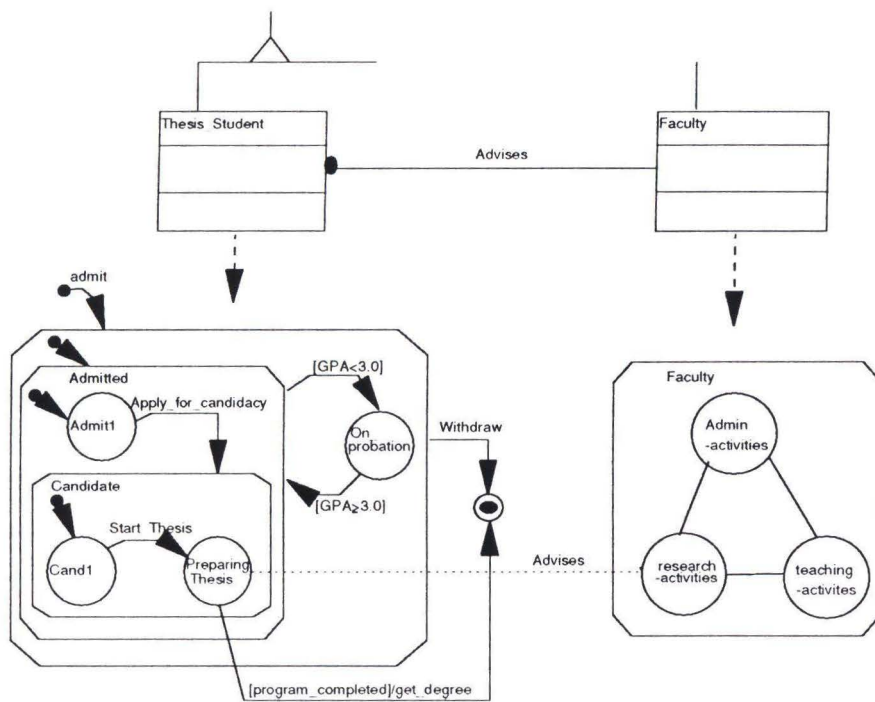 Thesis_Student
Faculty
Advises
admit
[GPA<3.0]
Admitted
Faculty
Apply_for_candidacy
Admit1
On
probation
Withdraw
Admin
-activities
Candidate
[GPA≥3.0]
Start_Thesis
Cand1
Preparing
Thesis
Advises
research
-activities
teaching
-activites
[program_completed]/get_degree